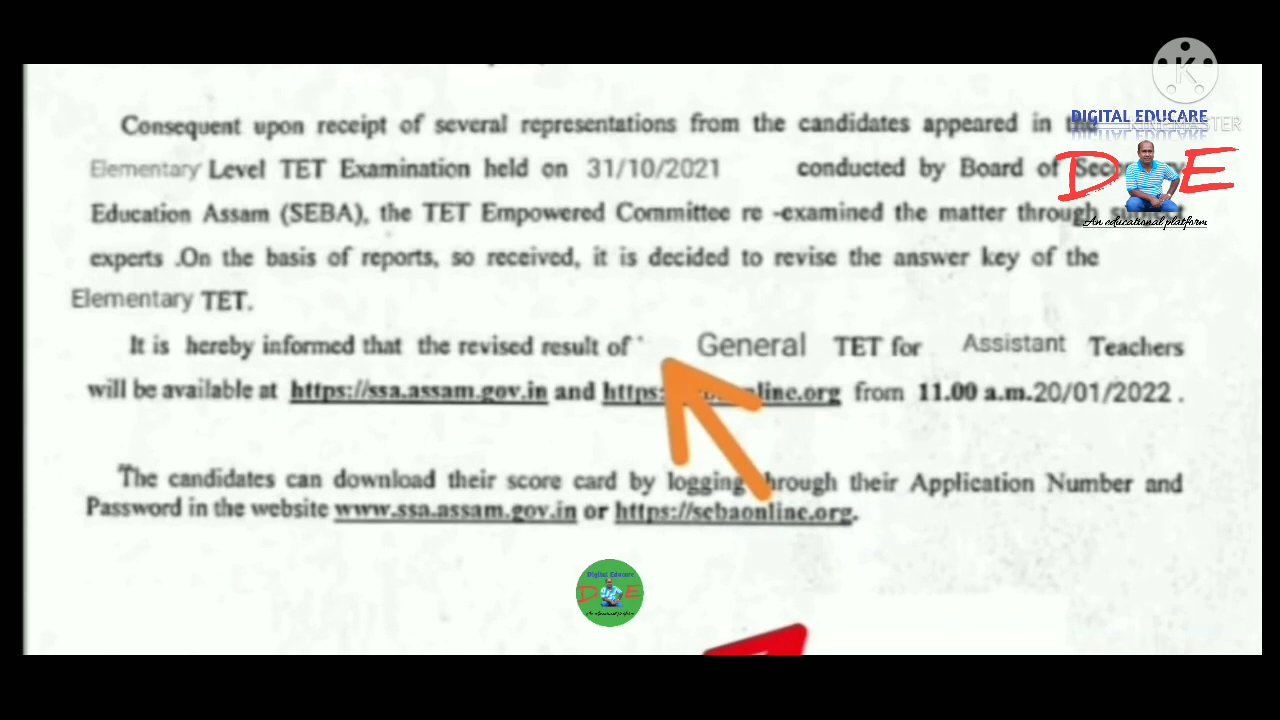 Consequent upon receipt of several representations from the candidates appeared in the
DIGITAL EDUCARE
Elementary Level TET Examination held on 31/10/2021 conducted by Board of Secondary
D E
Education Assam (SEBA), the TET Empowered Committee re -examined the matter through
An educational platform
experts .On the basis of reports, so received, it is decided to revise the answer key of the
Elementary TET.
It is hereby informed that the revised result of General TET for Assistant Teachers
will be available at https://ssa.assam.gov.in and from 11.00 a.m.20/01/2022 .
The candidates can download their score card by logging through their Application Number and
Password in the website www.ssa.assam.gov.in or https://sebaonline.org.
Digital Educare
D E